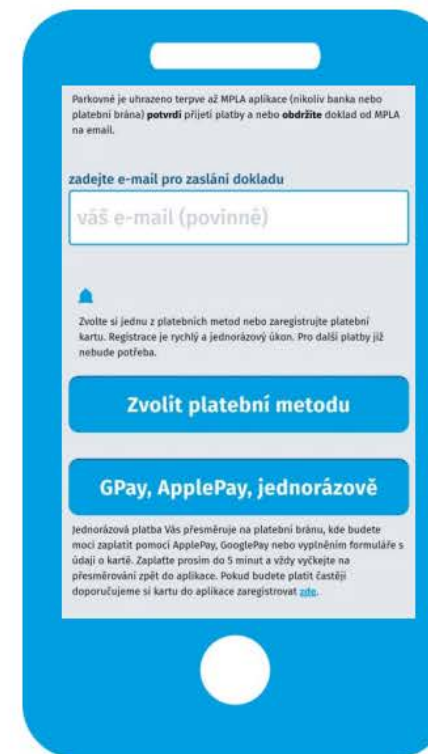 Parkovné je uhrazeno terpve až MPLA aplikace (nikoliv banka nebo
platební brána) potvrdí přijetí platby a nebo obdržíte doklad od MPLA
na email.
zadejte e-mail pro zaslání dokladu
váš e-mail (povinné)
Zvolte si jednu z platebních metod nebo zaregistrujte platební
kartu. Registrace je rychlý a jednorázový úkon. Pro další platby již
nebude potřeba.
Zvolit platební metodu
GPay, ApplePay, jednorázově
Jednorázová platba Vás přesměruje na platební bránu, kde budete
moci zaplatit pomocí ApplePay, GooglePay nebo vyplněním formuláře s
údaji o kartě. Zaplaťte prosím do 5 minut a vždy vyčkejte na
přesměrování zpět do aplikace. Pokud budete platit častěji
doporučujeme si kartu do aplikace zaregistrovat zde.